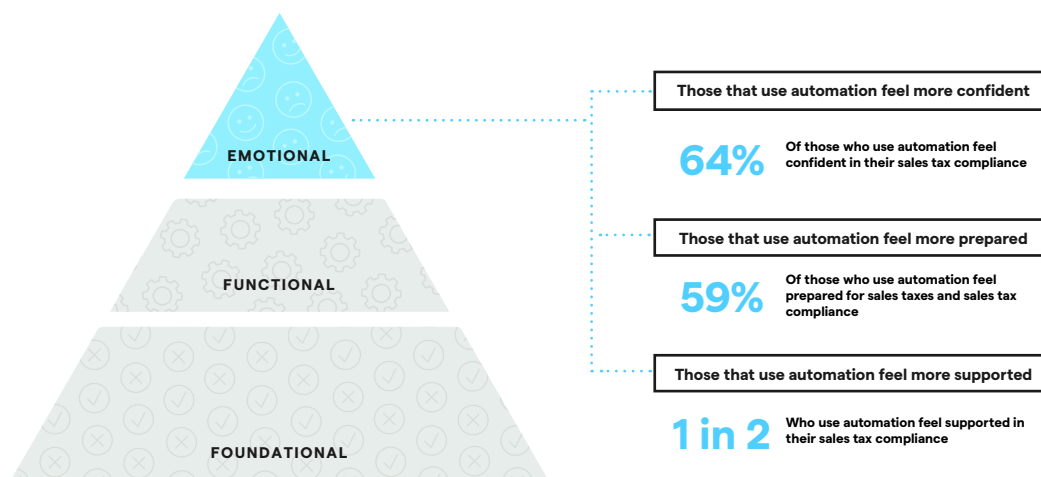 EMOTIONAL
FUNCTIONAL
FOUNDATIONAL
Those that use automation feel more confident
64%
Of those who use automation feel
confident in their sales tax compliance
Those that use automation feel more prepared
59%
Of those who use automation feel
prepared for sales taxes and sales tax
compliance
Those that use automation feel more supported
1 in 2
Who use automation feel supported in
their sales tax compliance